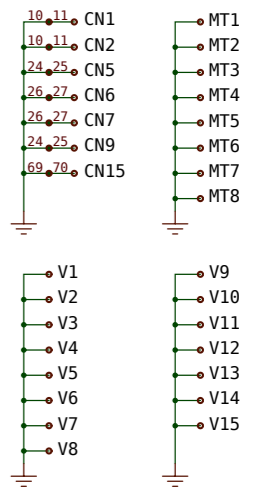 10 11 CN1
10 11 CN2
24 25 CN5
26 27 CN6
26 27 CN7
24 25 CN9
69 70 CN15
MT1
MT2
MT3
MT4
MT5
MT6
MT7
MT8
V1
V2
V3
V4
V5
V6
V7
V8
V9
V10
V11
V12
V13
V14
V15